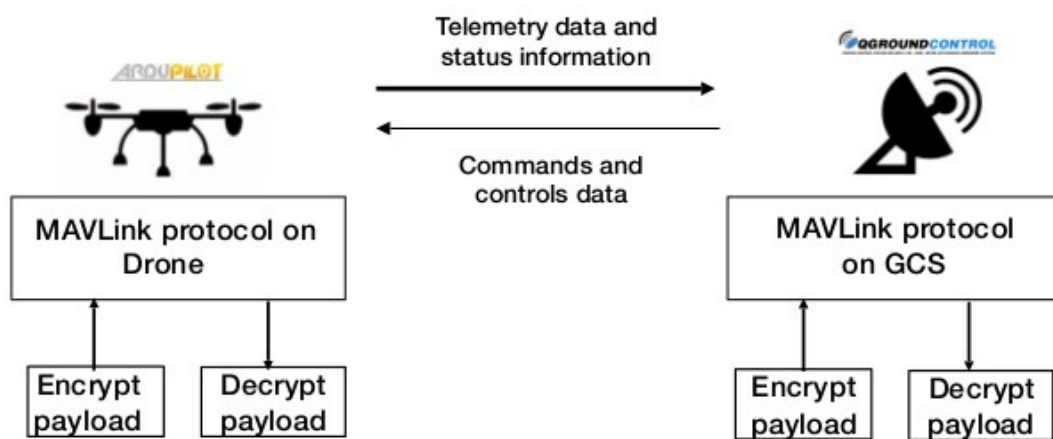 Telemetry data and
status information
QGROUNDCONTROL
ARDUPILOT
Commands and
controls data
MAVLink protocol on
Drone
MAVLink protocol
on GCS
Encrypt
payload
Decrypt
payload
Encrypt
payload
Decrypt
payload